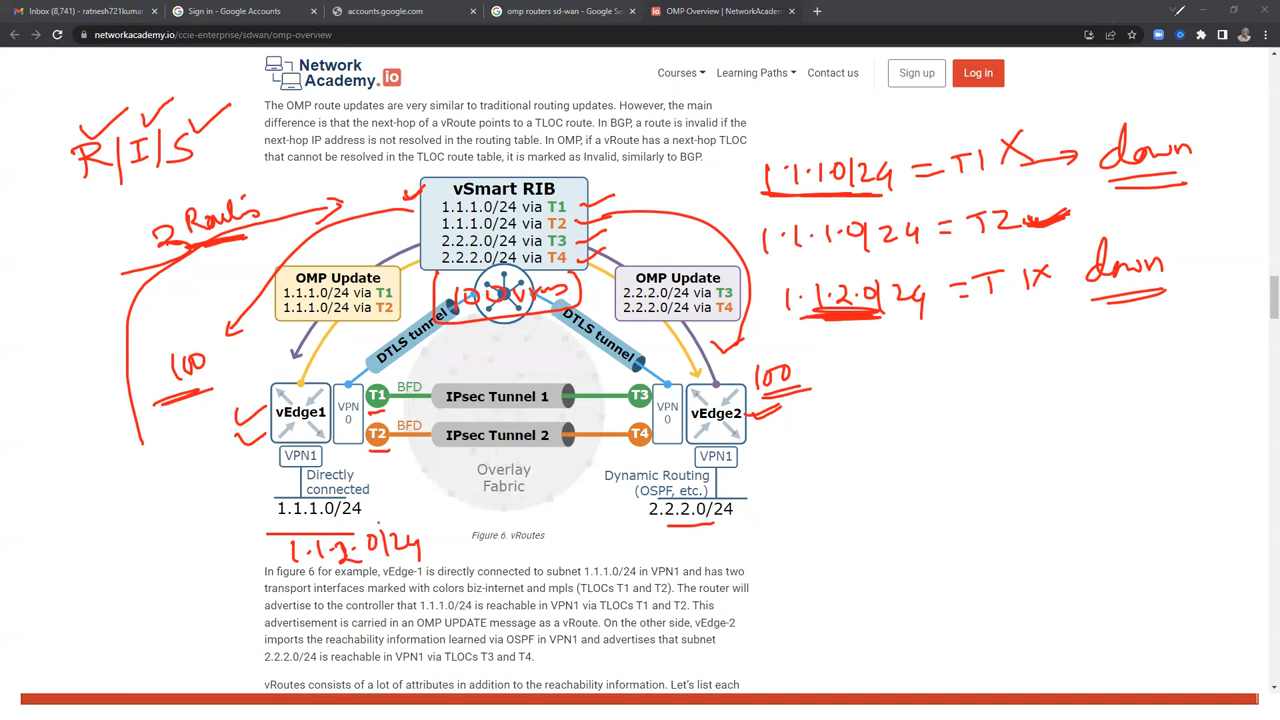 Inbox (8,741) - ratnesh721kumar
Sign in - Google Accounts
accounts.google.com
omp routers sd-wan - Google Se
OMP Overview | NetworkAcadem
networkacademy.io/ccie-enterprise/sdwan/omp-overview
Network
Academy.io
Courses
Learning Paths
Contact us
Sign up
Log in
The OMP route updates are very similar to traditional routing updates. However, the main
difference is that the next-hop of a vRoute points to a TLOC route. In BGP, a route is invalid if the
next-hop IP address is not resolved in the routing table. In OMP, if a vRoute has a next-hop TLOC
that cannot be resolved in the TLOC route table, it is marked as Invalid, similarly to BGP.
R|I|S
vSmart RIB
1.1.1.0/24 via T1
1.1.1.0/24 via T2
2.2.2.0/24 via T3
2.2.2.0/24 via T4
1.1.1.0/24 = T1 X → down
1.1.1.0/24 = T2
1.1.2.0/24 = T1X down
2 Routis
OMP Update
1.1.1.0/24 via T1
1.1.1.0/24 via T2
OMP Update
2.2.2.0/24 via T3
2.2.2.0/24 via T4
DTLS tunnel
DTLS tunnel
100
100
vEdge1
VPN
0
T1
BFD
IPsec Tunnel 1
T3
VPN
0
vEdge2
T2
BFD
IPsec Tunnel 2
T4
VPN1
VPN1
Directly
connected
Overlay
Fabric
Dynamic Routing
(OSPF, etc.)
1.1.1.0/24
2.2.2.0/24
1.1.2.0/24
Figure 6. vRoutes
In figure 6 for example, vEdge-1 is directly connected to subnet 1.1.1.0/24 in VPN1 and has two
transport interfaces marked with colors biz-internet and mpls (TLOCs T1 and T2). The router will
advertise to the controller that 1.1.1.0/24 is reachable in VPN1 via TLOCs T1 and T2. This
advertisement is carried in an OMP UPDATE message as a vRoute. On the other side, vEdge-2
imports the reachability information learned via OSPF in VPN1 and advertises that subnet
2.2.2.0/24 is reachable in VPN1 via TLOCs T3 and T4.
vRoutes consists of a lot of attributes in addition to the reachability information. Let's list each